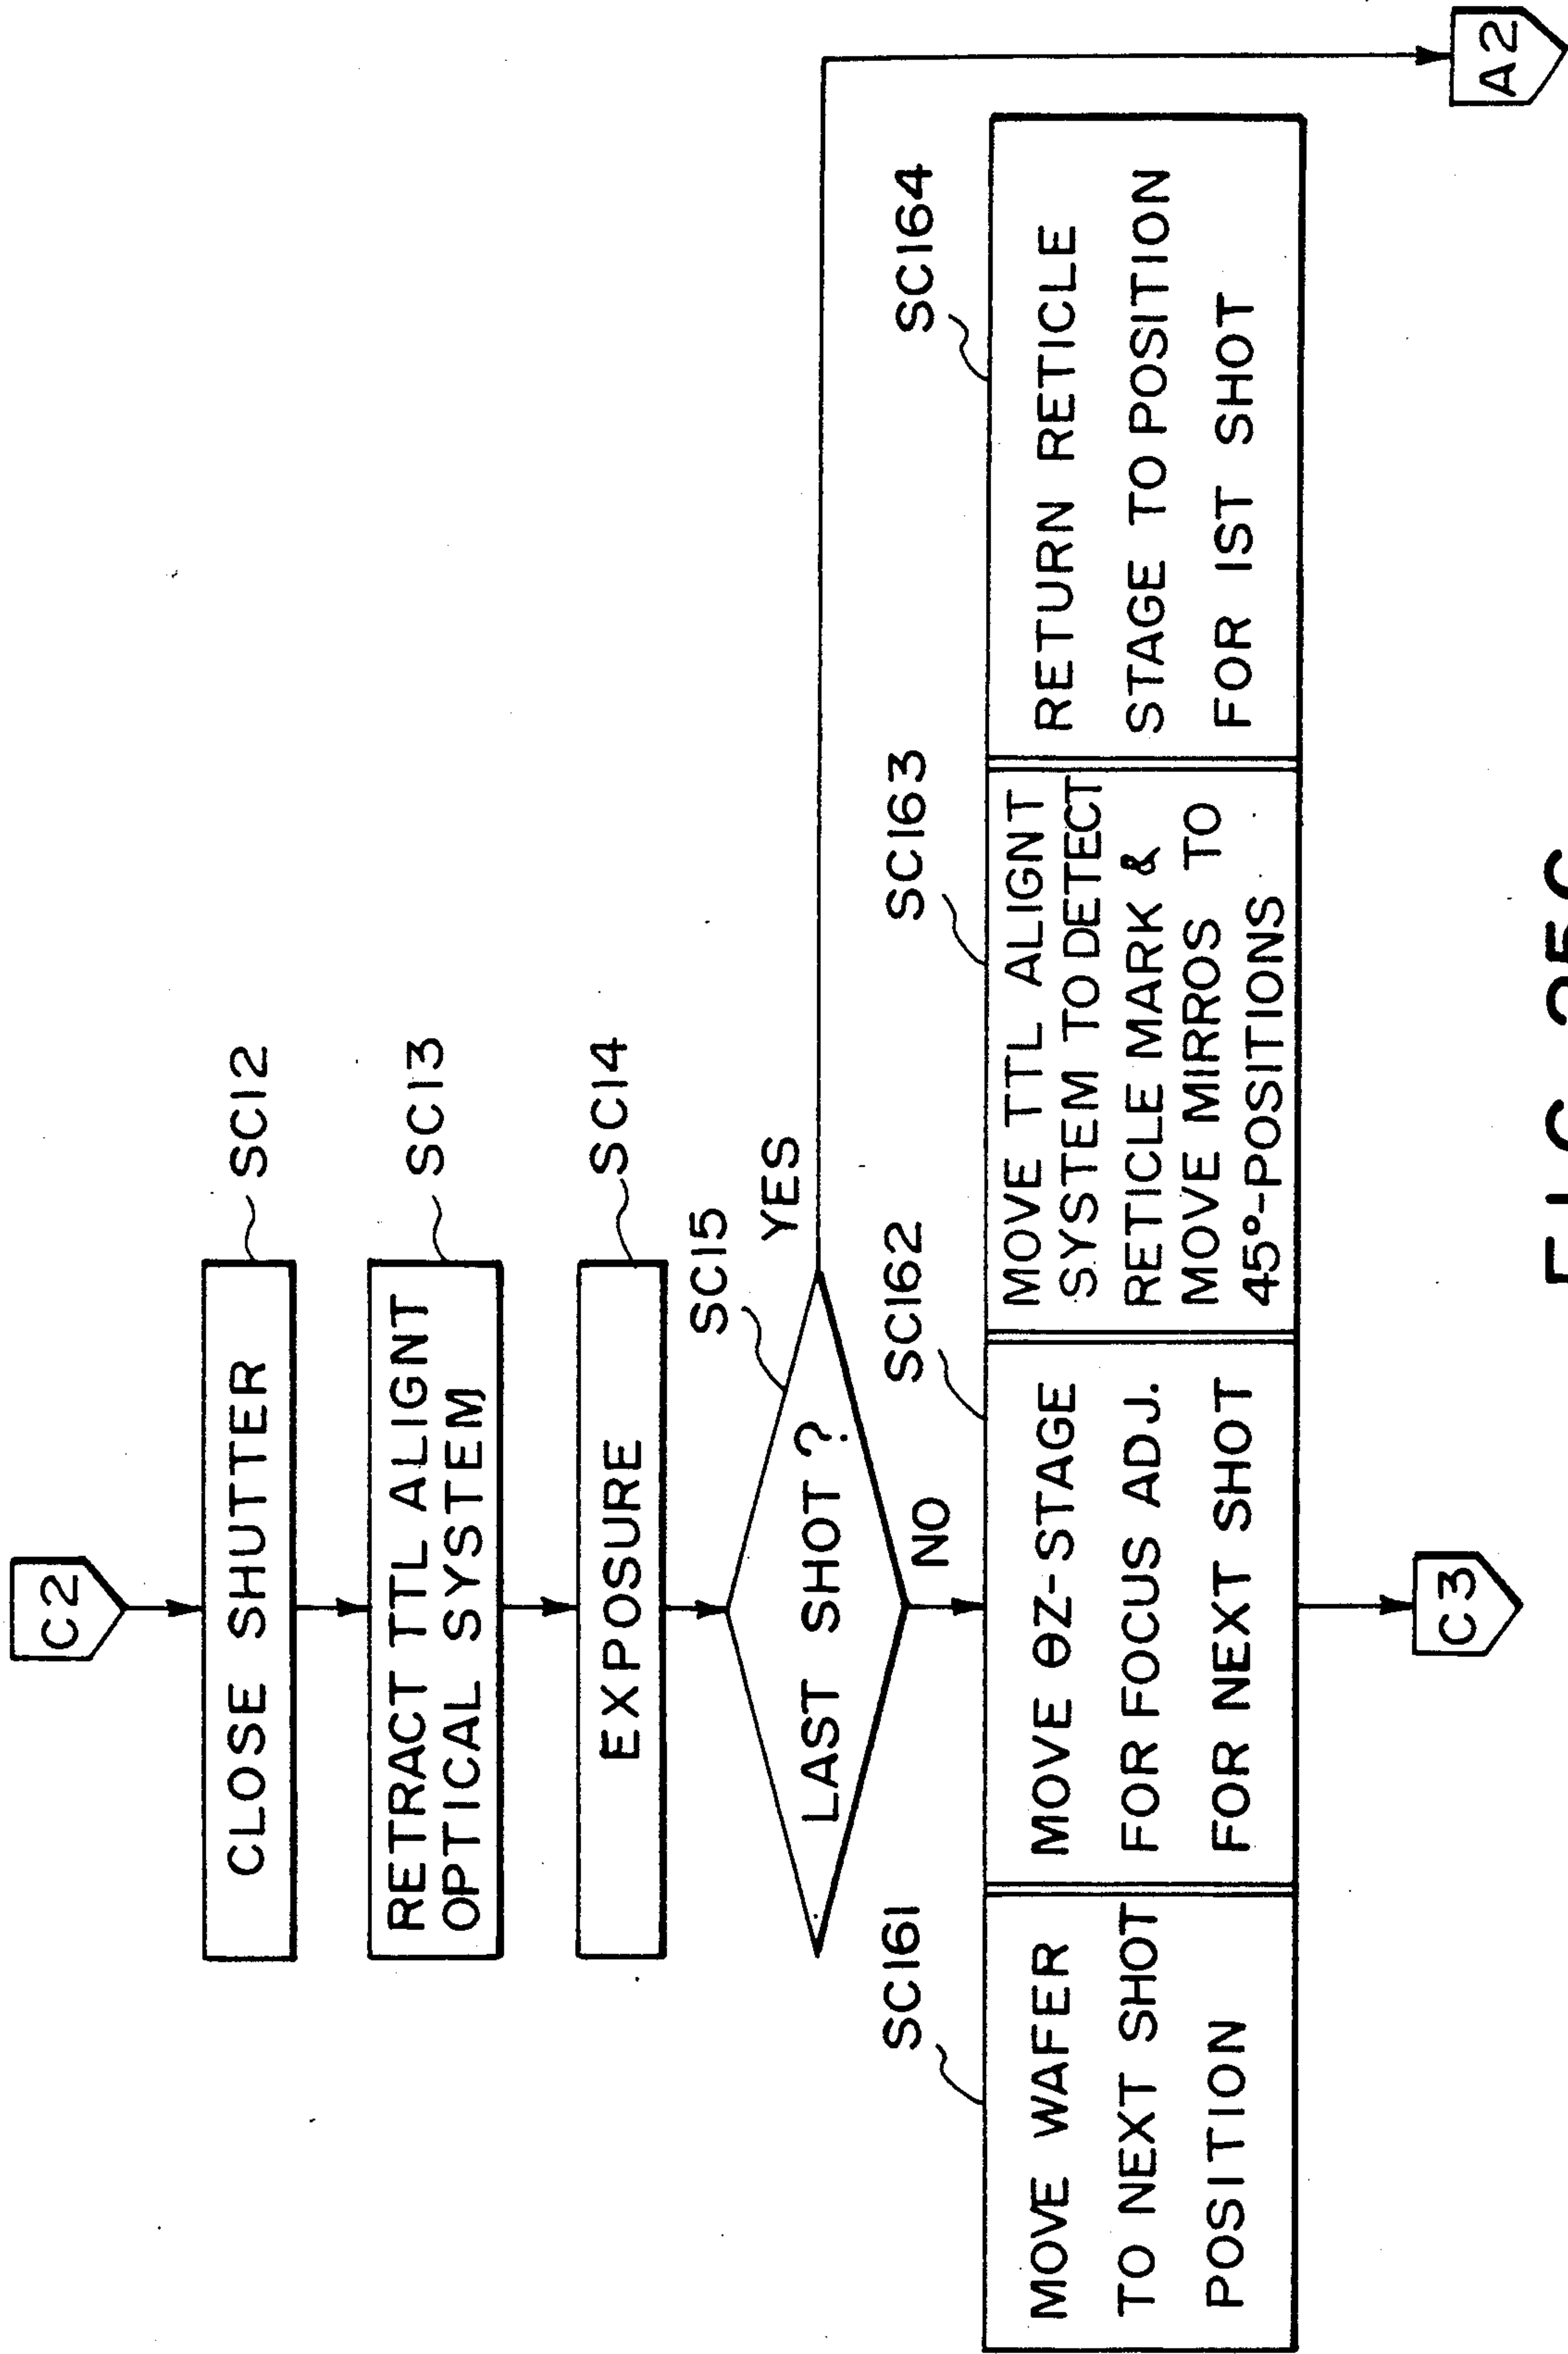 C2
CLOSE SHUTTER
SC12
RETRACT TTL ALIGNT
OPTICAL SYSTEM
SC13
EXPOSURE
SC14
LAST SHOT ?
SC15
YES
NO
SC161
MOVE WAFER
TO NEXT SHOT
POSITION
SC162
MOVE θZ-STAGE
FOR FOCUS ADJ.
FOR NEXT SHOT
SC163
MOVE TTL ALIGNT
SYSTEM TO DETECT
RETICLE MARK &
MOVE MIRROS TO
45°-POSITIONS
SC164
RETURN RETICLE
STAGE TO POSITION
FOR 1ST SHOT
C3
A2